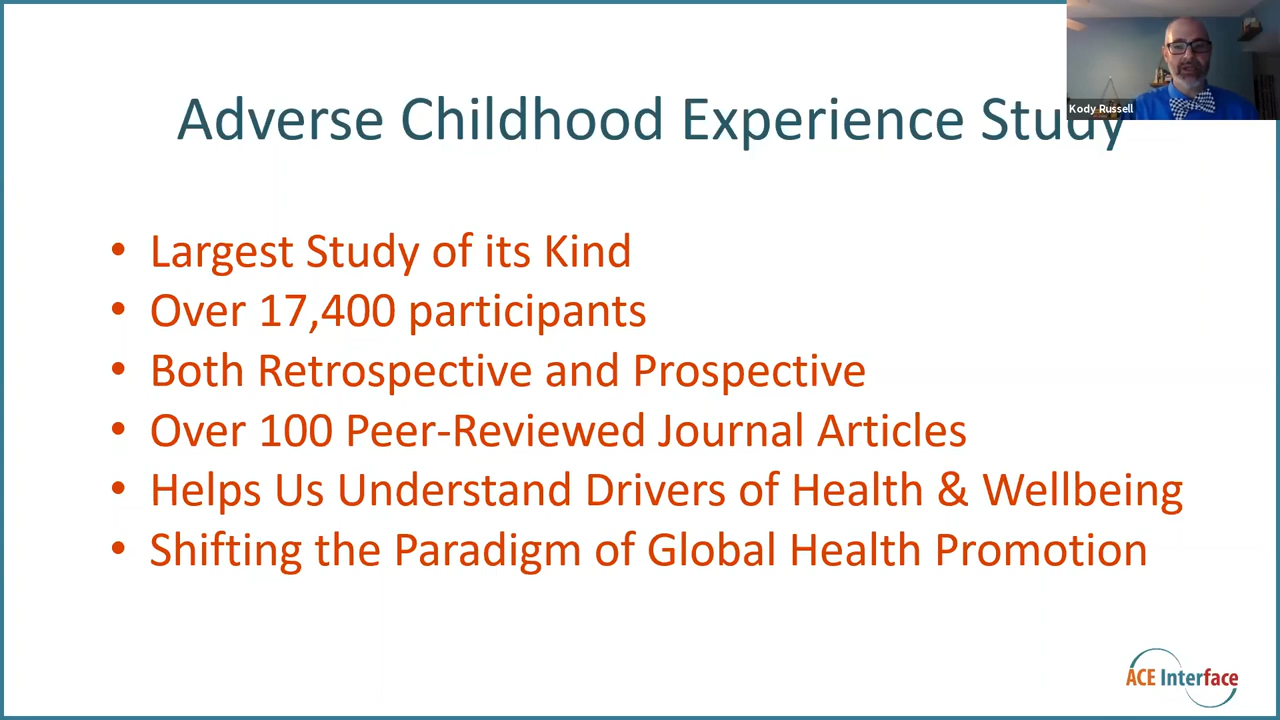 Adverse Childhood Experience Study
Kody Russell
• Largest Study of its Kind
• Over 17,400 participants
• Both Retrospective and Prospective
• Over 100 Peer-Reviewed Journal Articles
• Helps Us Understand Drivers of Health & Wellbeing
• Shifting the Paradigm of Global Health Promotion
ACE Interface